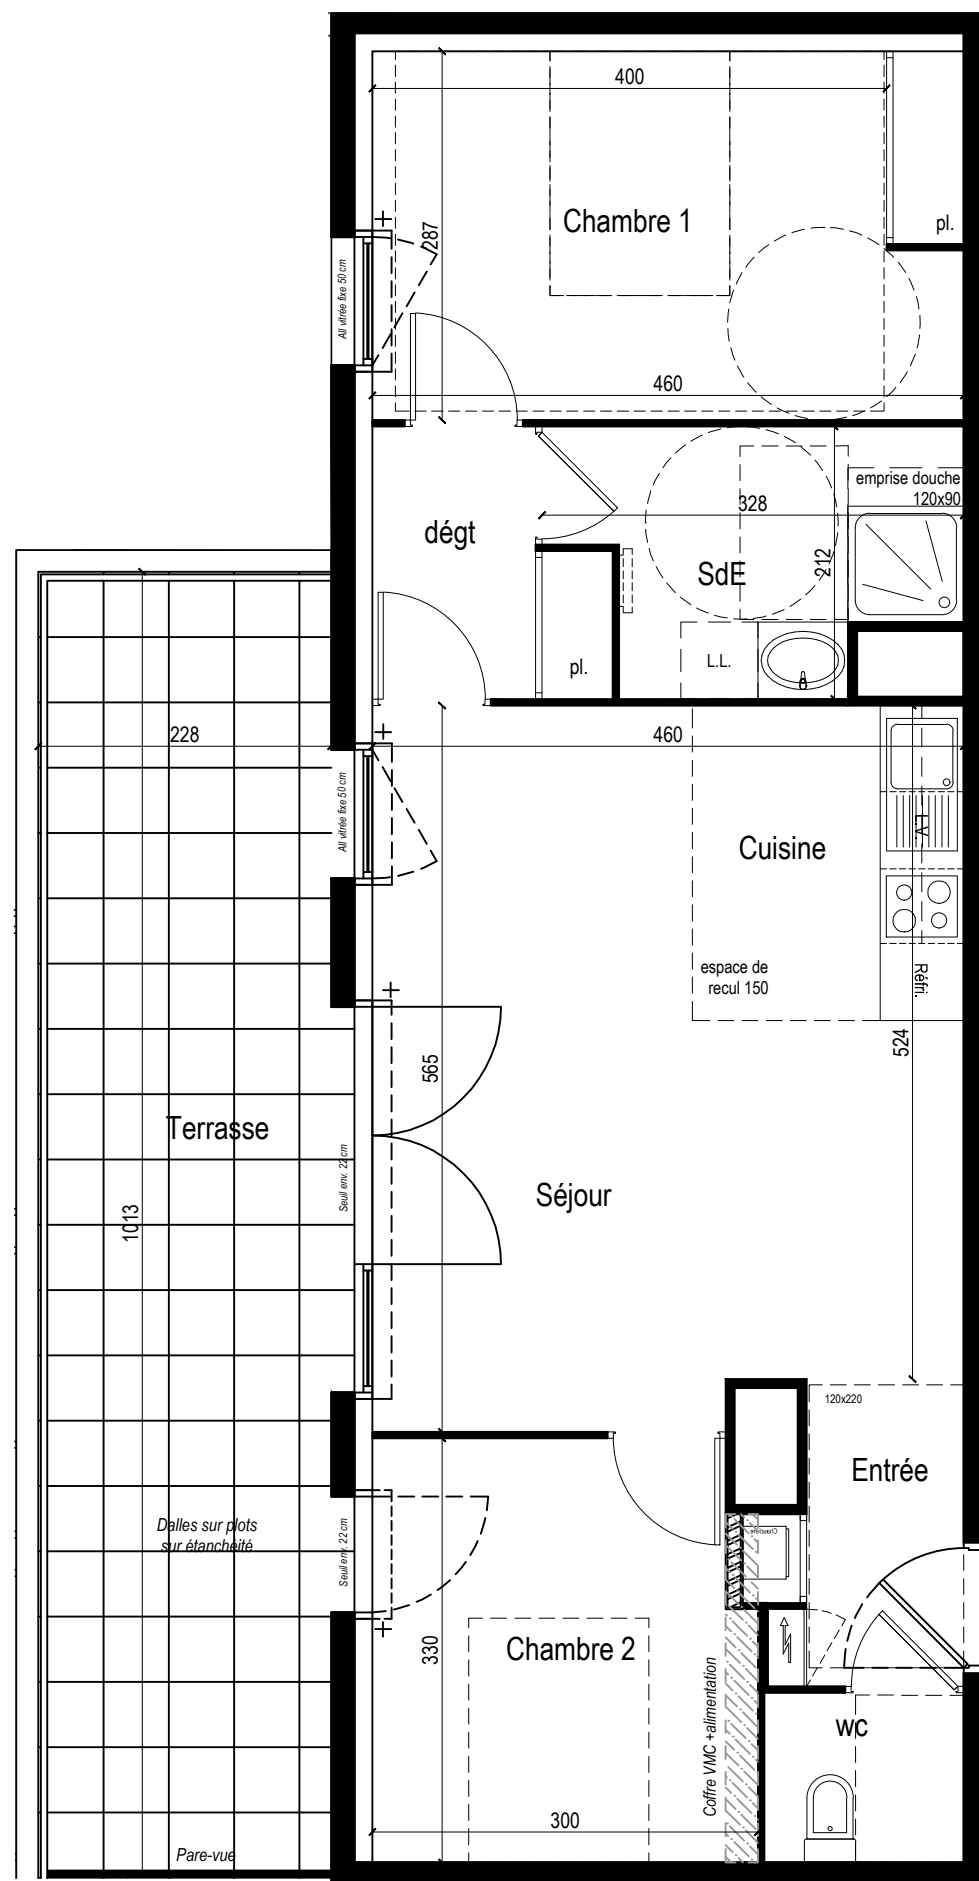 400
Chambre 1
287
pl.
All vitrée fixe 50 cm
460
emprise douche
120x90
328
dégt
SdE
212
L.L.
pl.
228
460
All vitrée fixe 50 cm
Cuisine
L.V.
espace de
recul 150
Réfri.
524
565
Terrasse
Seuil env. 22 cm
Séjour
1013
120x220
Entrée
Dalles sur plots
sur étanchéité
Seuil env. 22 cm
Chaudière
Chambre 2
330
Coffre VMC +alimentation
wc
300
Pare-vue